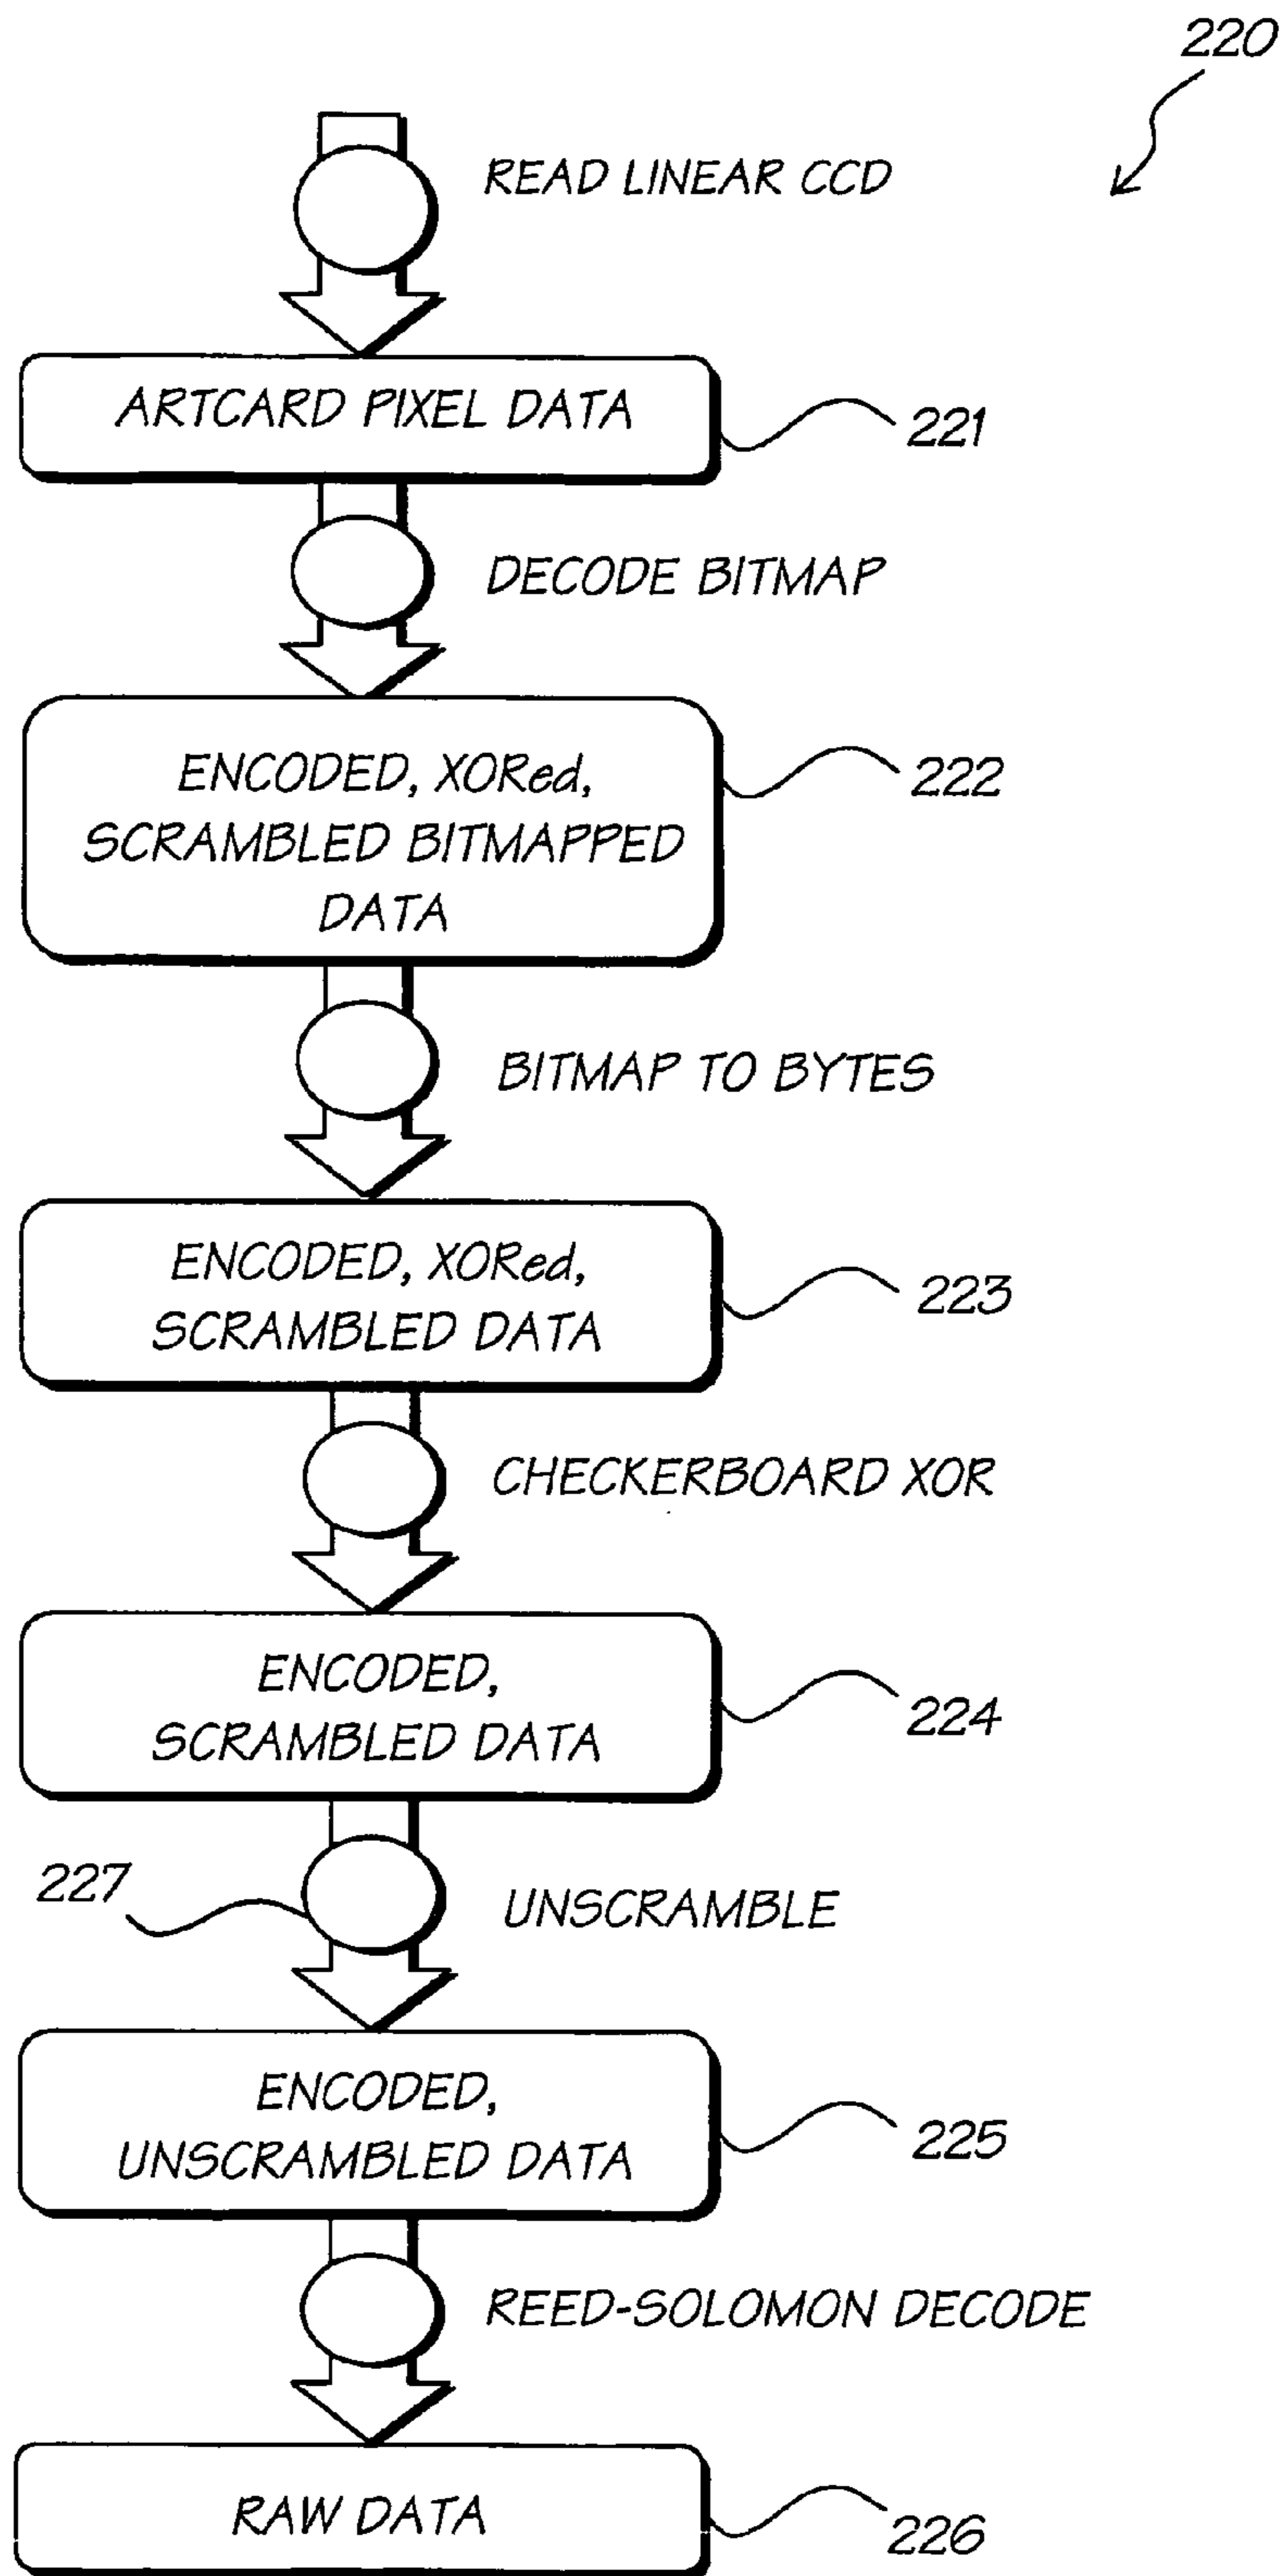 220
READ LINEAR CCD
ARTCARD PIXEL DATA
221
DECODE BITMAP
ENCODED, XORed,
SCRAMBLED BITMAPPED
DATA
222
BITMAP TO BYTES
ENCODED, XORed,
SCRAMBLED DATA
223
CHECKERBOARD XOR
ENCODED,
SCRAMBLED DATA
224
227
UNSCRAMBLE
ENCODED,
UNSCRAMBLED DATA
225
REED-SOLOMON DECODE
RAW DATA
226